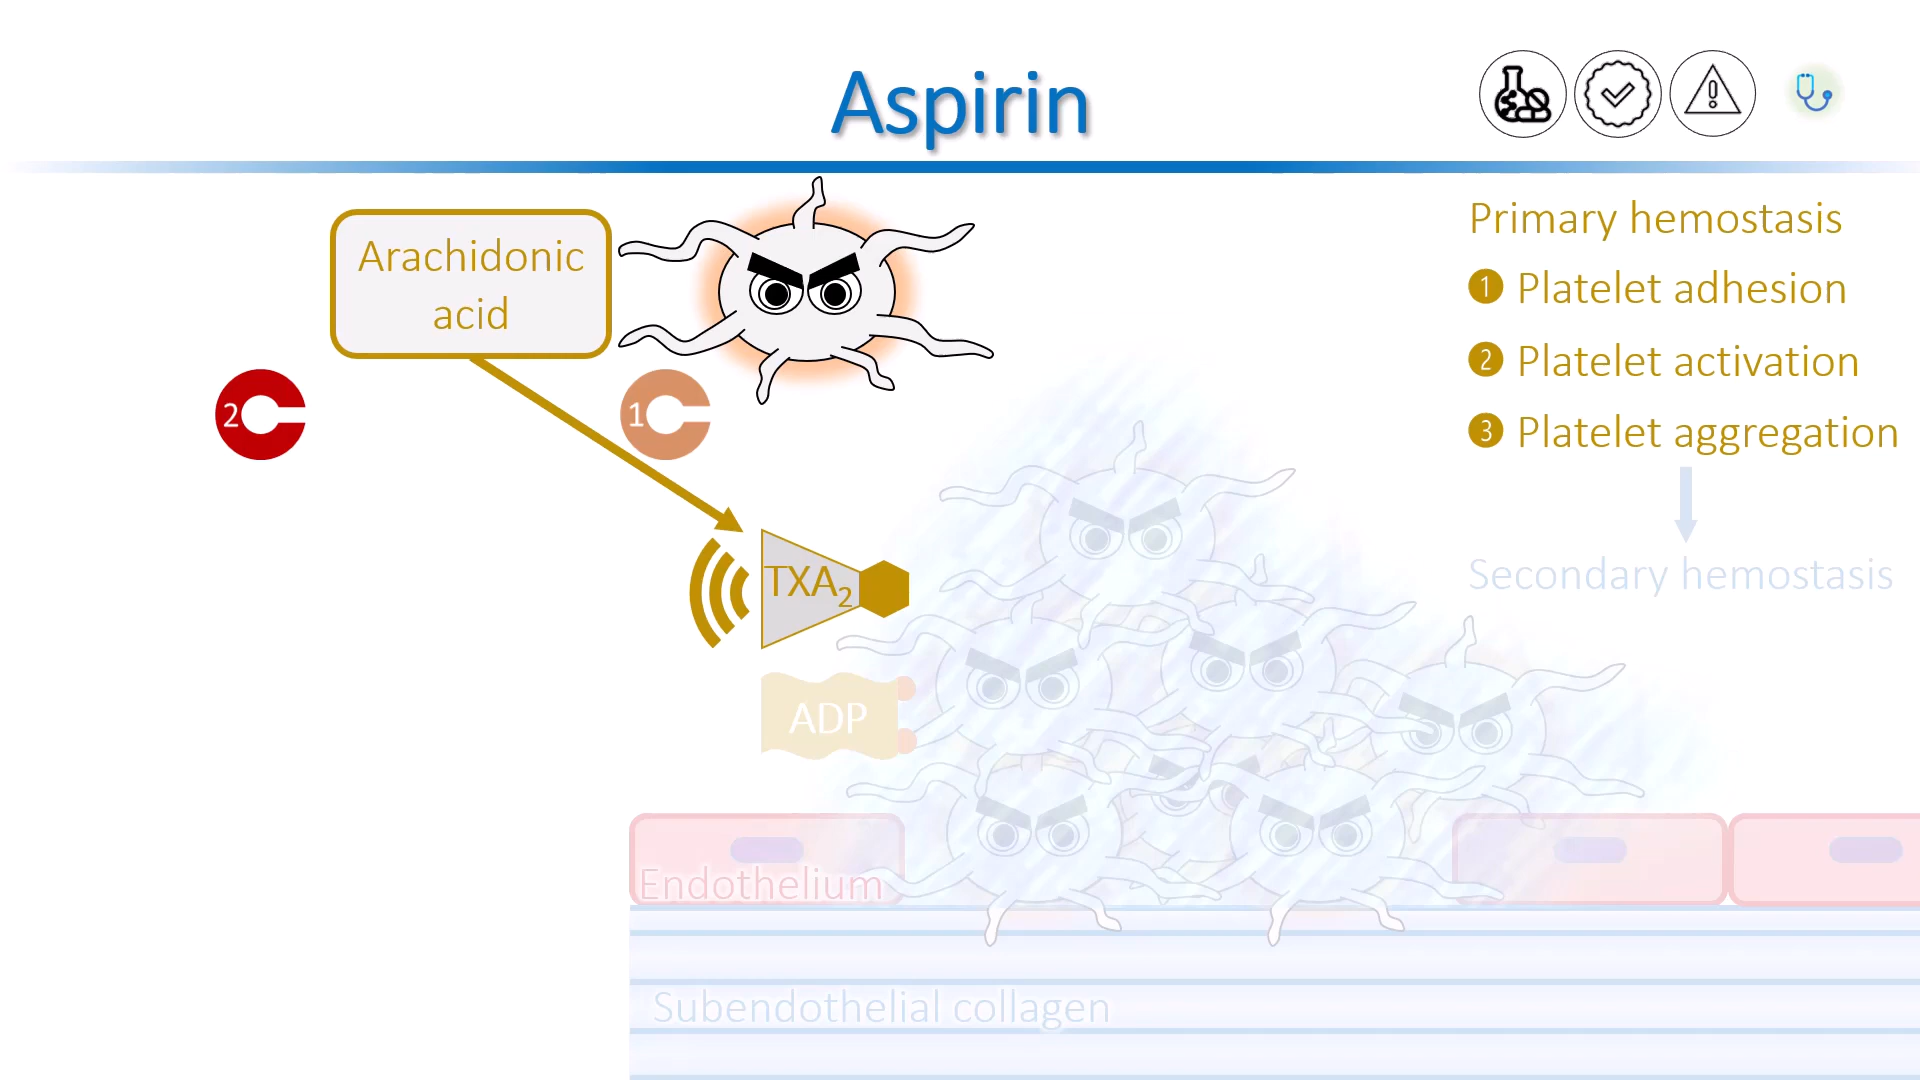 Aspirin
Arachidonic
acid
2
1
TXA₂
ADP
Primary hemostasis
1 Platelet adhesion
2 Platelet activation
3 Platelet aggregation
Secondary hemostasis
Endothelium
Subendothelial collagen